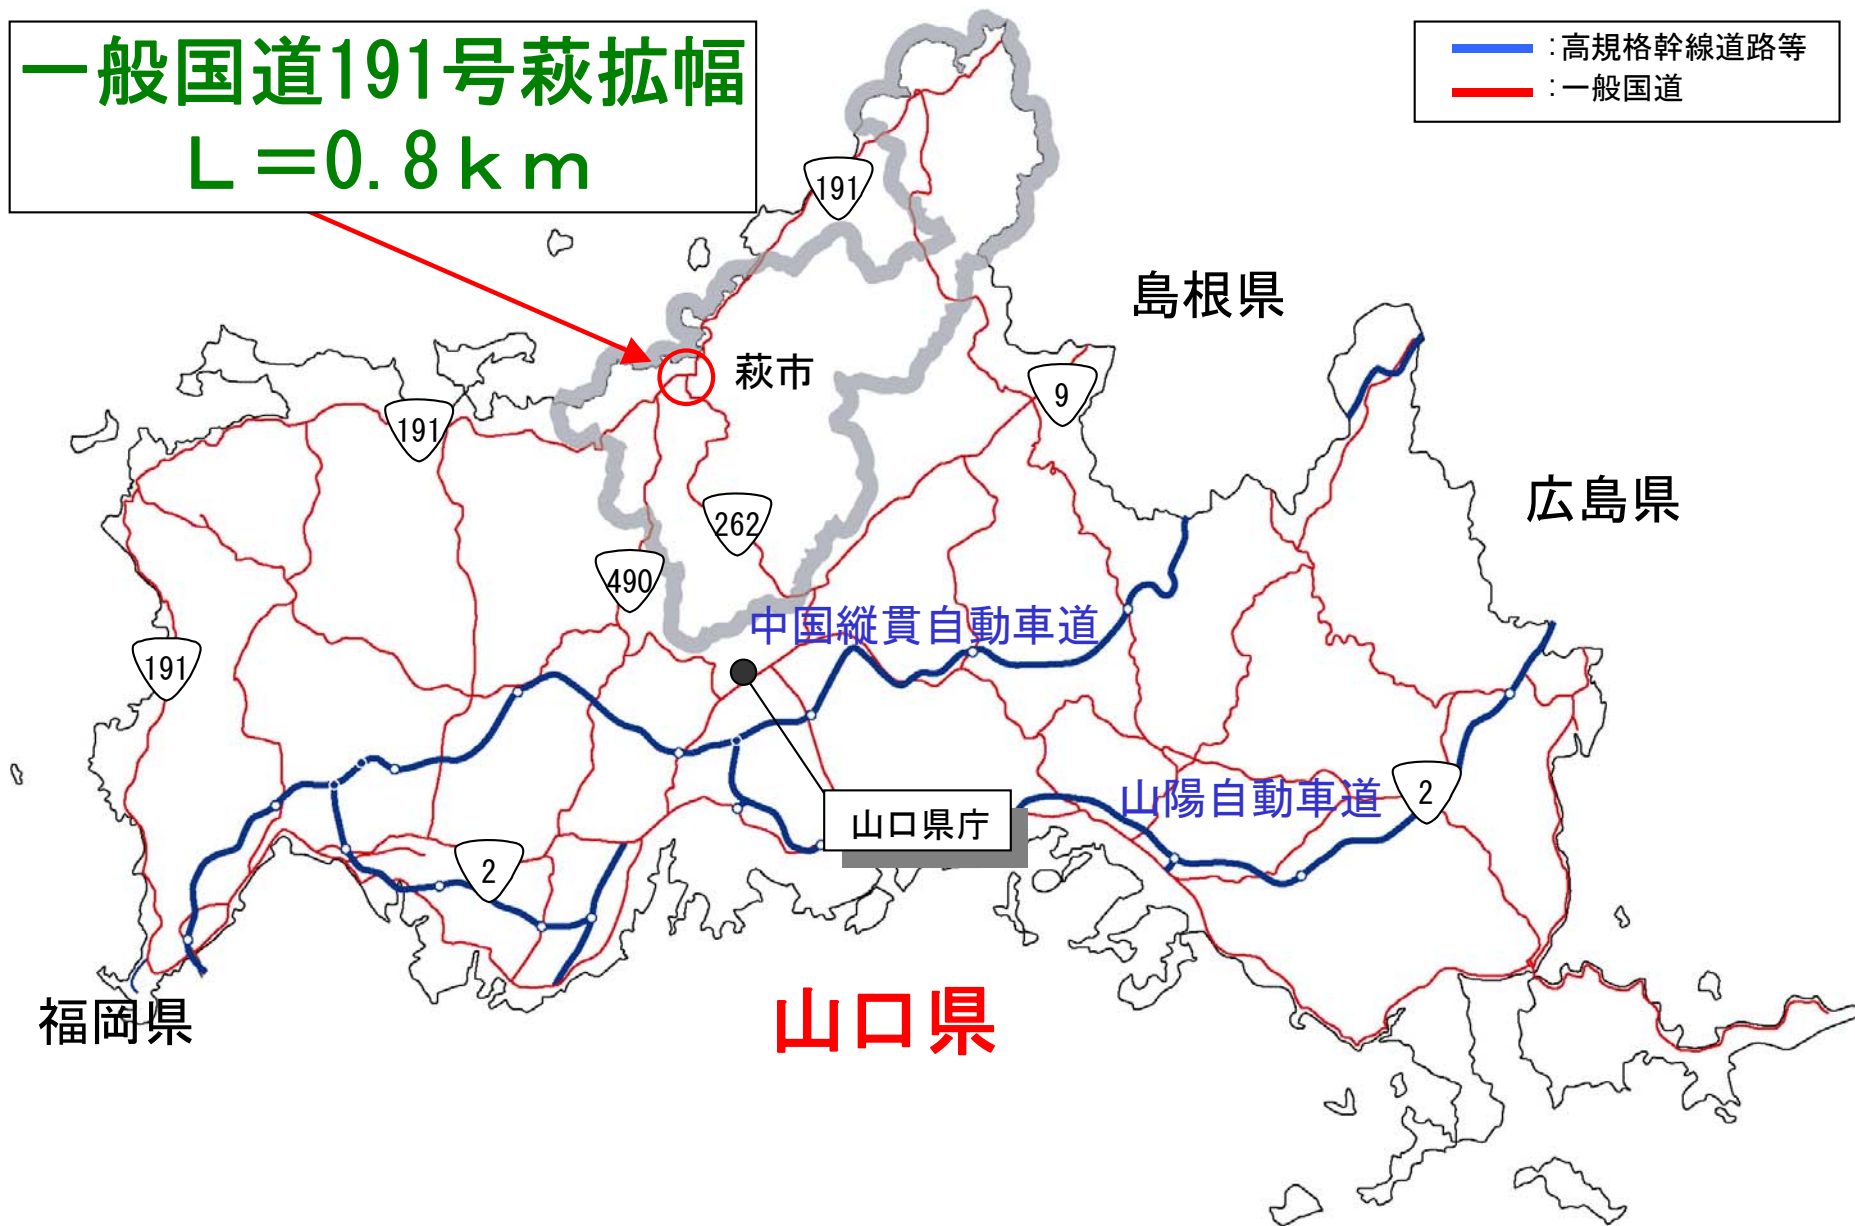 一般国道191号萩拡幅
Ｌ＝0.8ｋｍ
：高規格幹線道路等
：一般国道
191
島根県
萩市
9
191
広島県
262
490
中国縦貫自動車道
191
山陽自動車道
2
山口県庁
2
福岡県
山口県